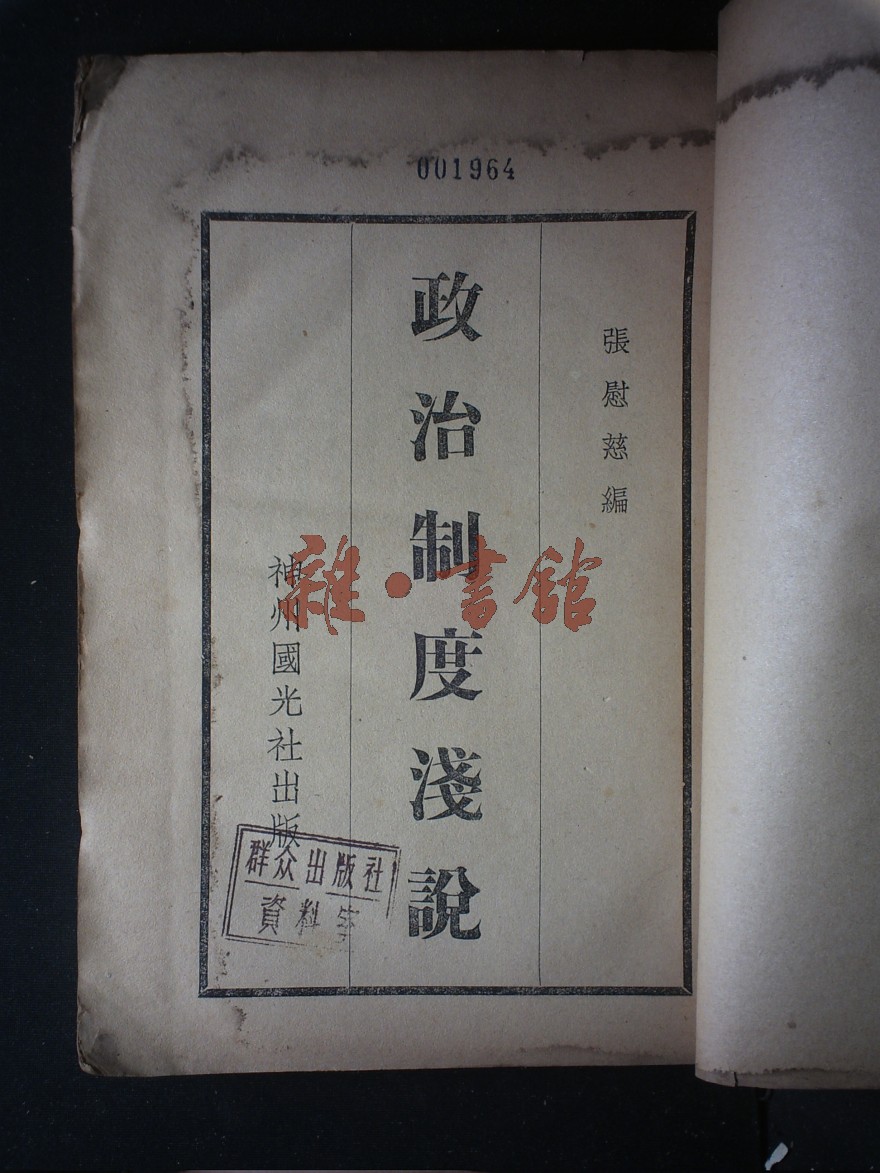 001964
張慰慈編
政治制度淺說
神州國光社出版
雜·書館
群众出版社
資料室